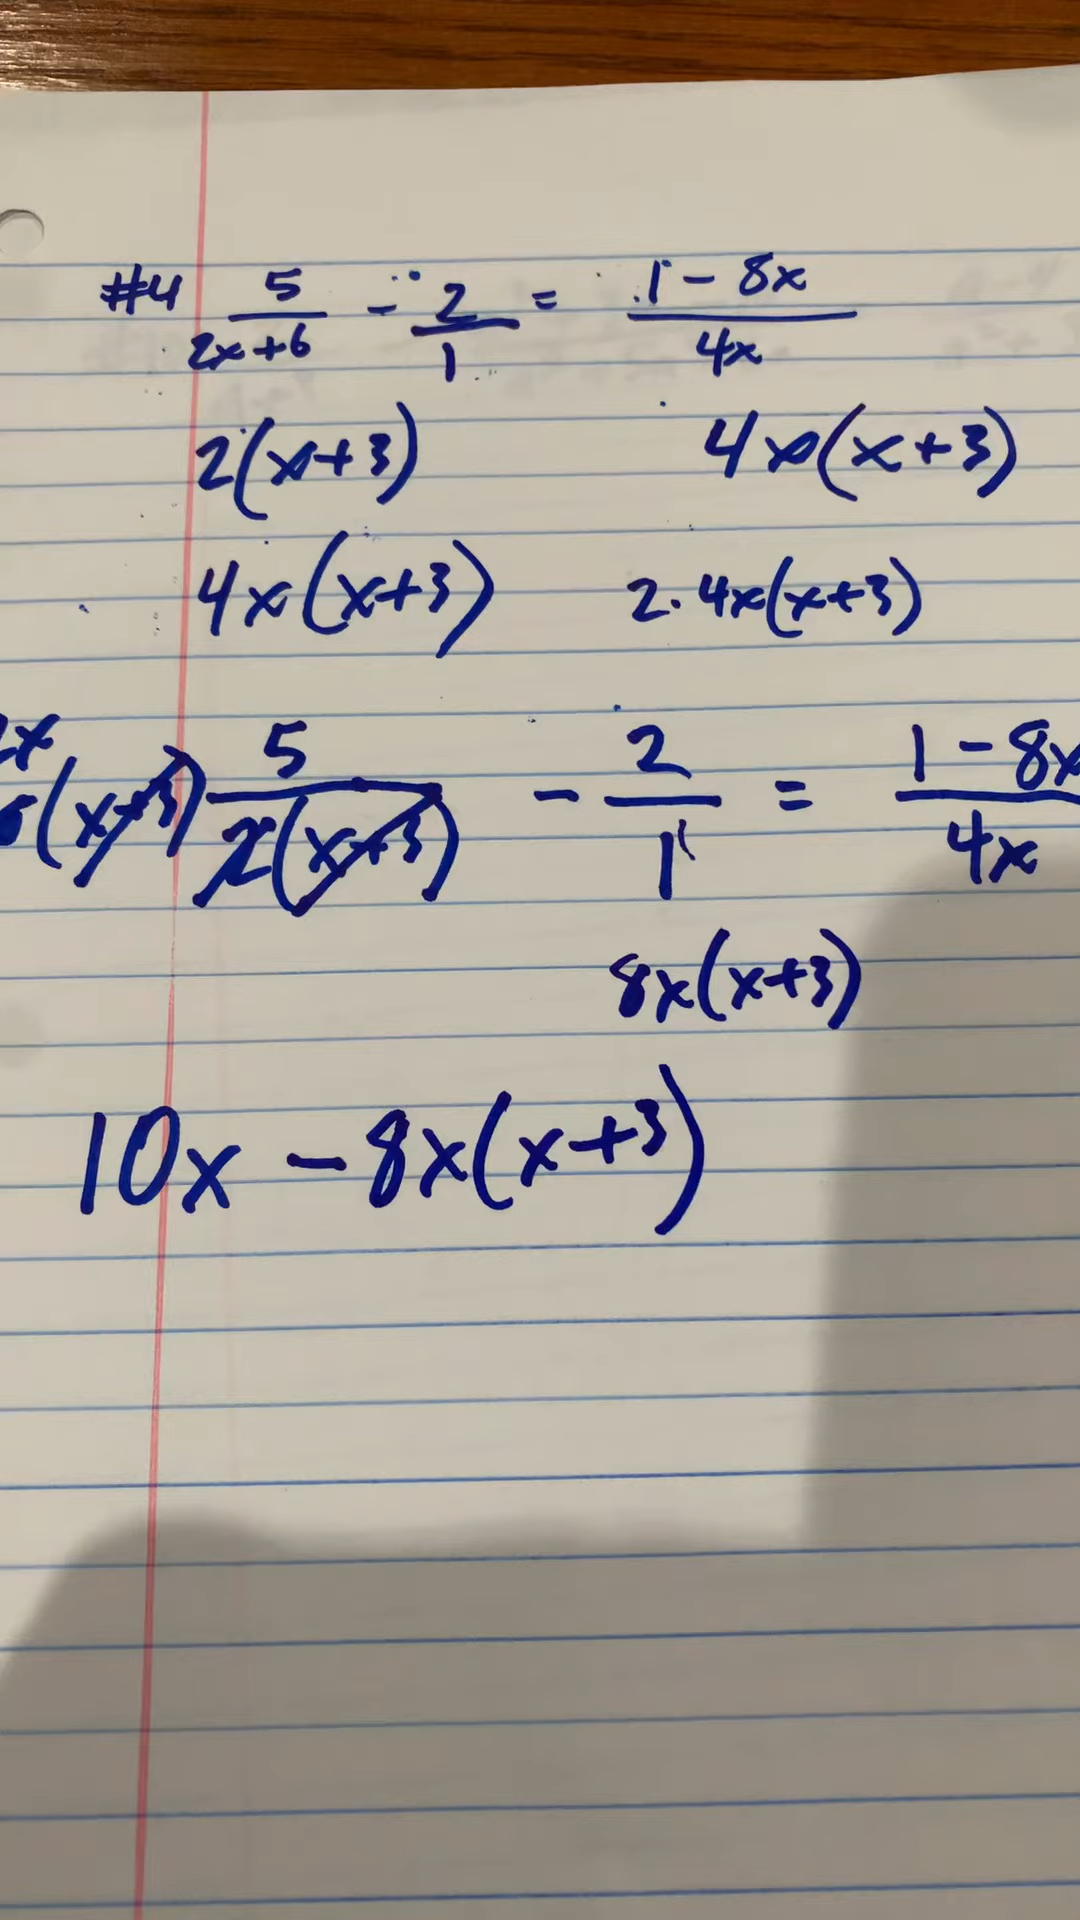 #4 5/(2x+6) - 2/1 = (1 - 8x)/(4x)
2(x+3) 4x(x+3)
4x(x+3) 2·4x(x+3)
(x+3) 5/(2(x+3)) - 2/1 = (1 - 8x)/(4x)
8x(x+3)
10x - 8x(x+3)